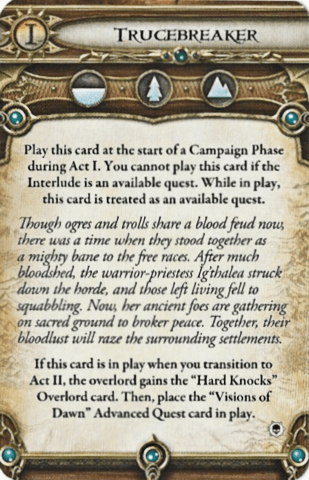 I
TRUCEBREAKER
Play this card at the start of a Campaign Phase
during Act I. You cannot play this card if the
Interlude is an available quest. While in play,
this card is treated as an available quest.
Though ogres and trolls share a blood feud now,
there was a time when they stood together as
a mighty bane to the free races. After much
bloodshed, the warrior-priestess Ig'halea struck
down the horde, and those left living fell to
squabbling. Now, her ancient foes are gathering
on sacred ground to broker peace. Together, their
bloodlust will raze the surrounding settlements.
If this card is in play when you transition to
Act II, the overlord gains the “Hard Knocks”
Overlord card. Then, place the “Visions of
Dawn” Advanced Quest card in play.